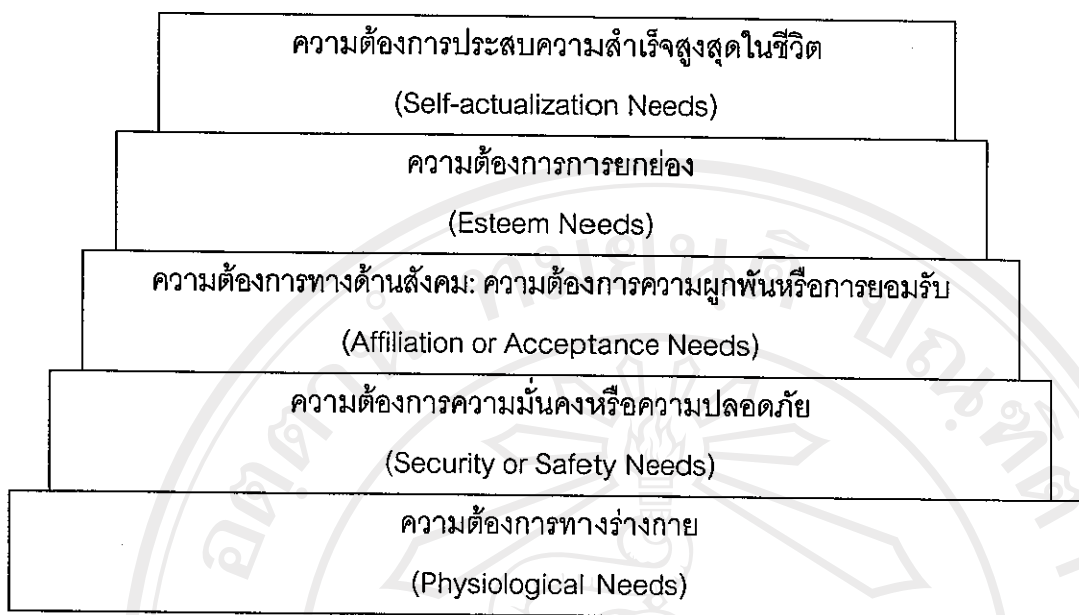 ความต้องการประสบความสำเร็จสูงสุดในชีวิต
(Self-actualization Needs)
ความต้องการการยกย่อง
(Esteem Needs)
ความต้องการทางด้านสังคม: ความต้องการความผูกพันหรือการยอมรับ
(Affiliation or Acceptance Needs)
ความต้องการความมั่นคงหรือความปลอดภัย
(Security or Safety Needs)
ความต้องการทางร่างกาย
(Physiological Needs)